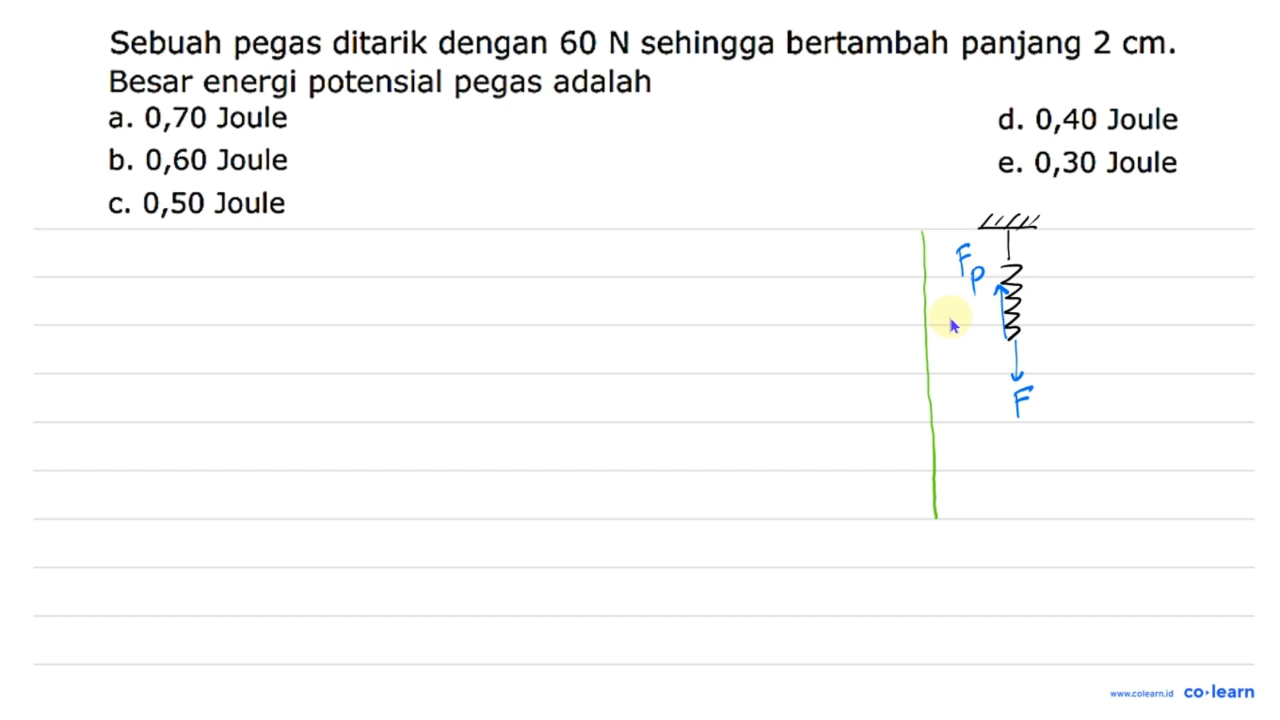 Sebuah pegas ditarik dengan 60 N sehingga bertambah panjang 2 cm.
Besar energi potensial pegas adalah
a. 0,70 Joule
b. 0,60 Joule
c. 0,50 Joule
d. 0,40 Joule
e. 0,30 Joule
Fp
F
www.colearn.id co·learn